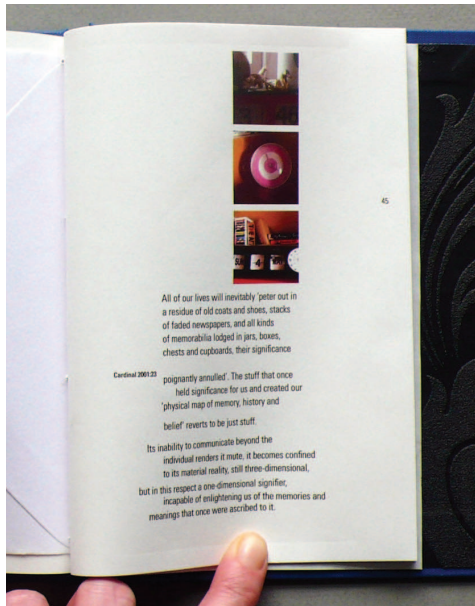 45
All of our lives will inevitably 'peter out in
a residue of old coats and shoes, stacks
of faded newspapers, and all kinds
of memorabilia lodged in jars, boxes,
chests and cupboards, their significance
Cardinal 2001:23
poignantly annulled'. The stuff that once
held significance for us and created our
'physical map of memory, history and
belief' reverts to be just stuff.
Its inability to communicate beyond the
individual renders it mute, it becomes confined
to its material reality, still three-dimensional,
but in this respect a one-dimensional signifier,
incapable of enlightening us of the memories and
meanings that once were ascribed to it.